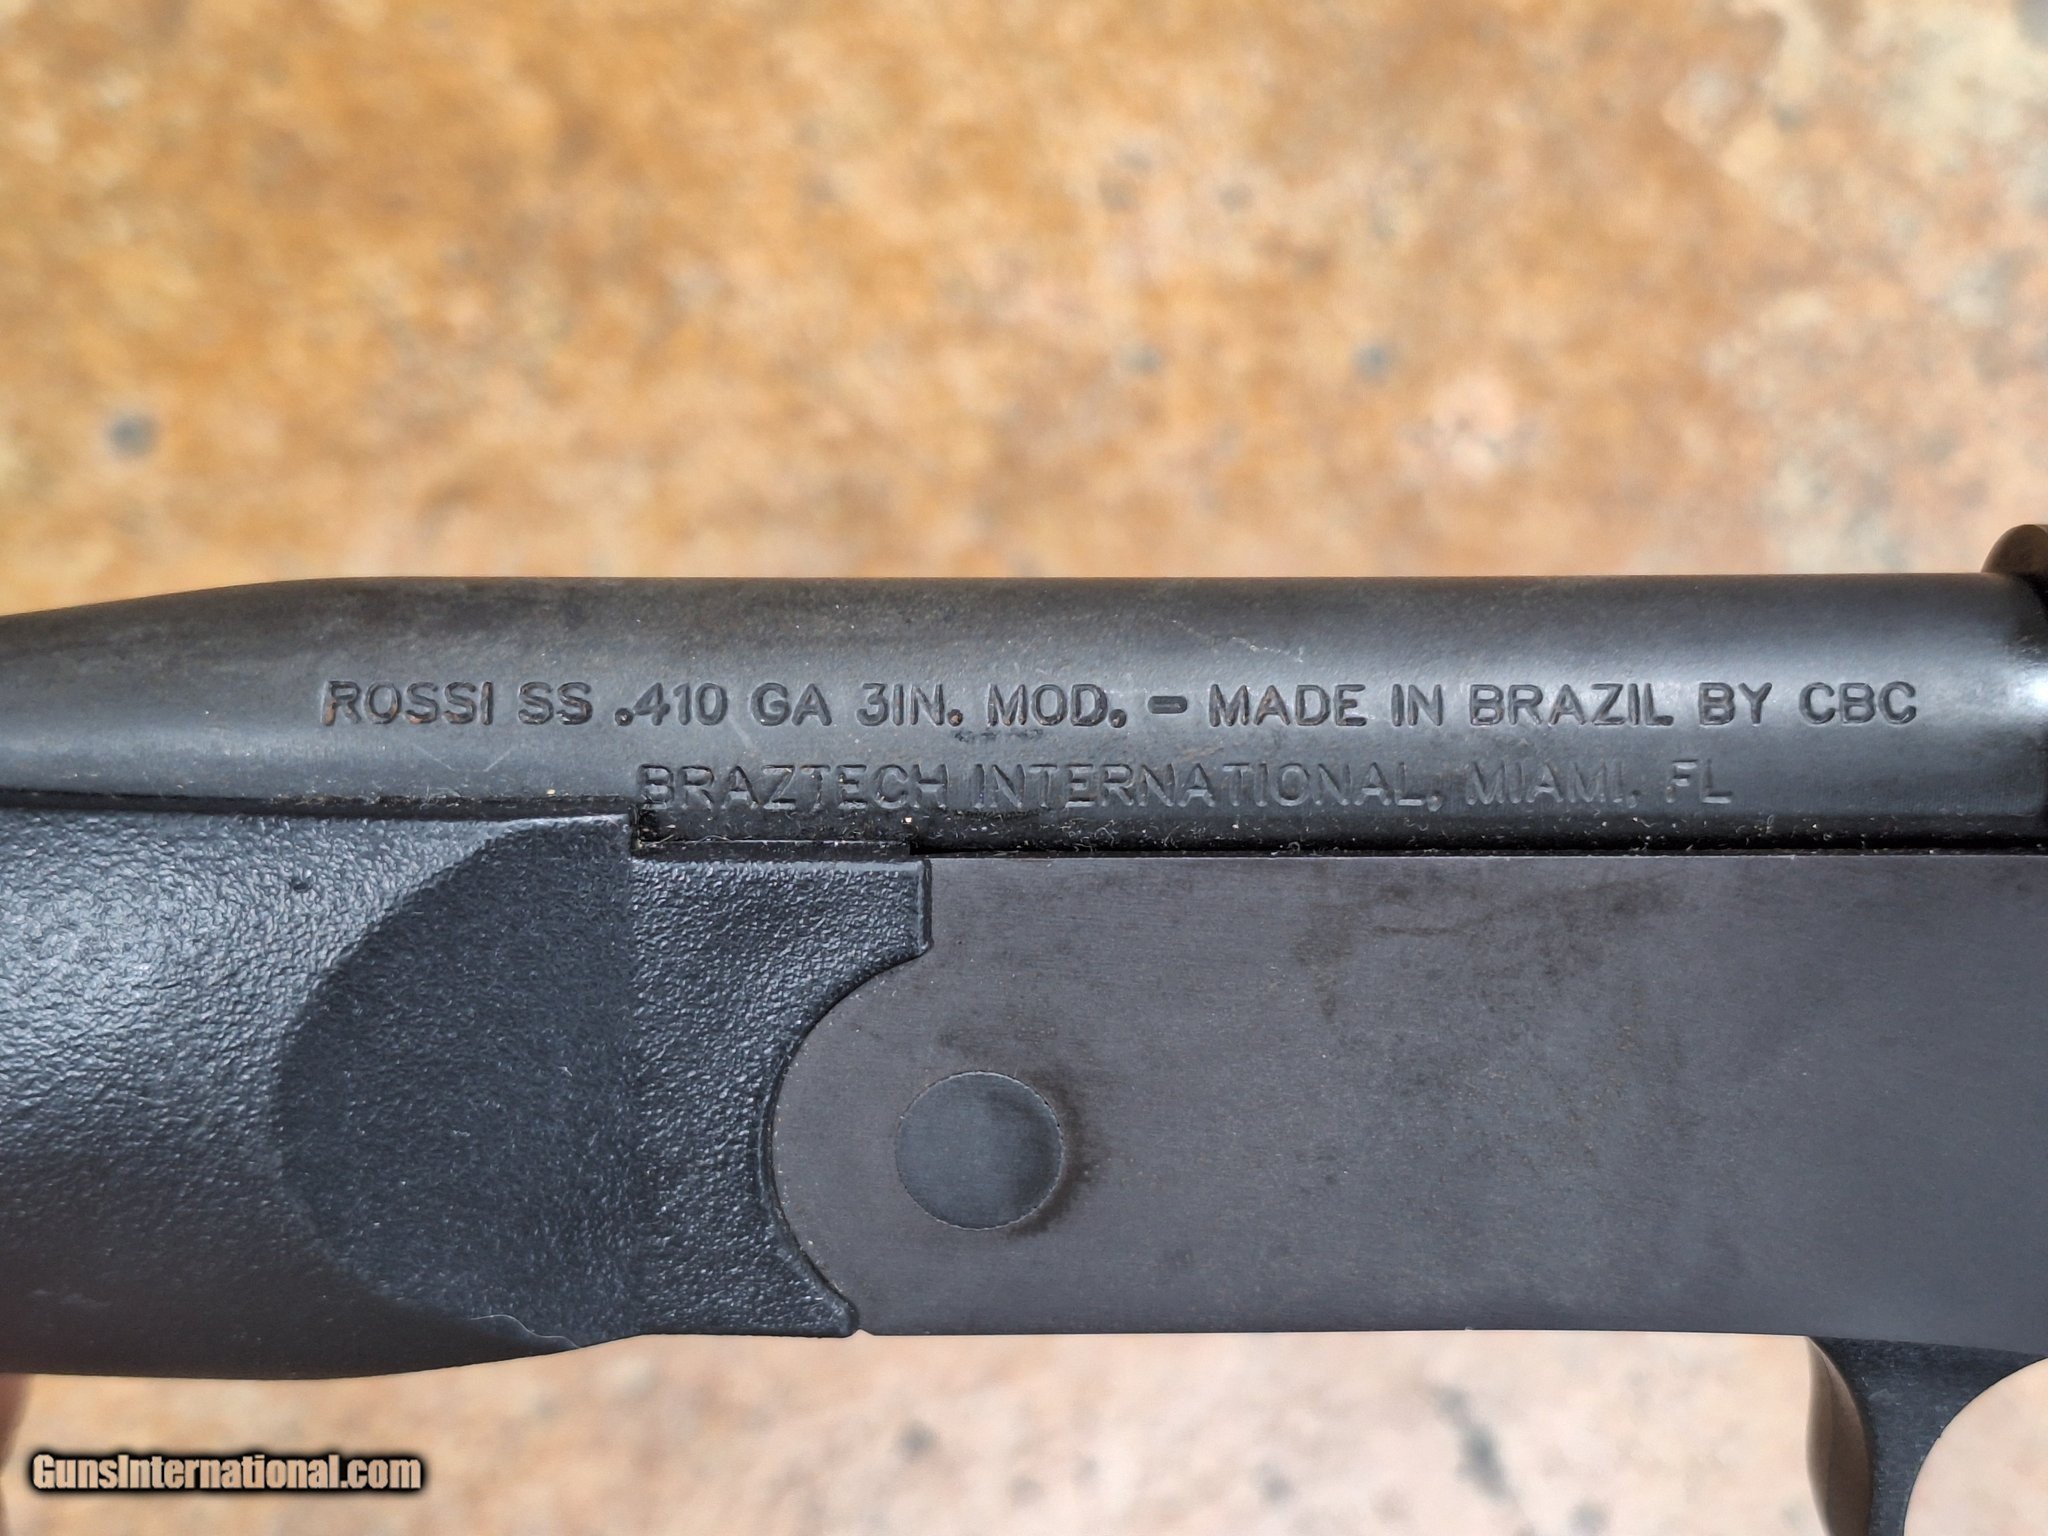 ROSSI SS .410 GA 3IN. MOD. - MADE IN BRAZIL BY CBC
BRAZTECH INTERNATIONAL, MIAMI, FL
GunsInternational.com